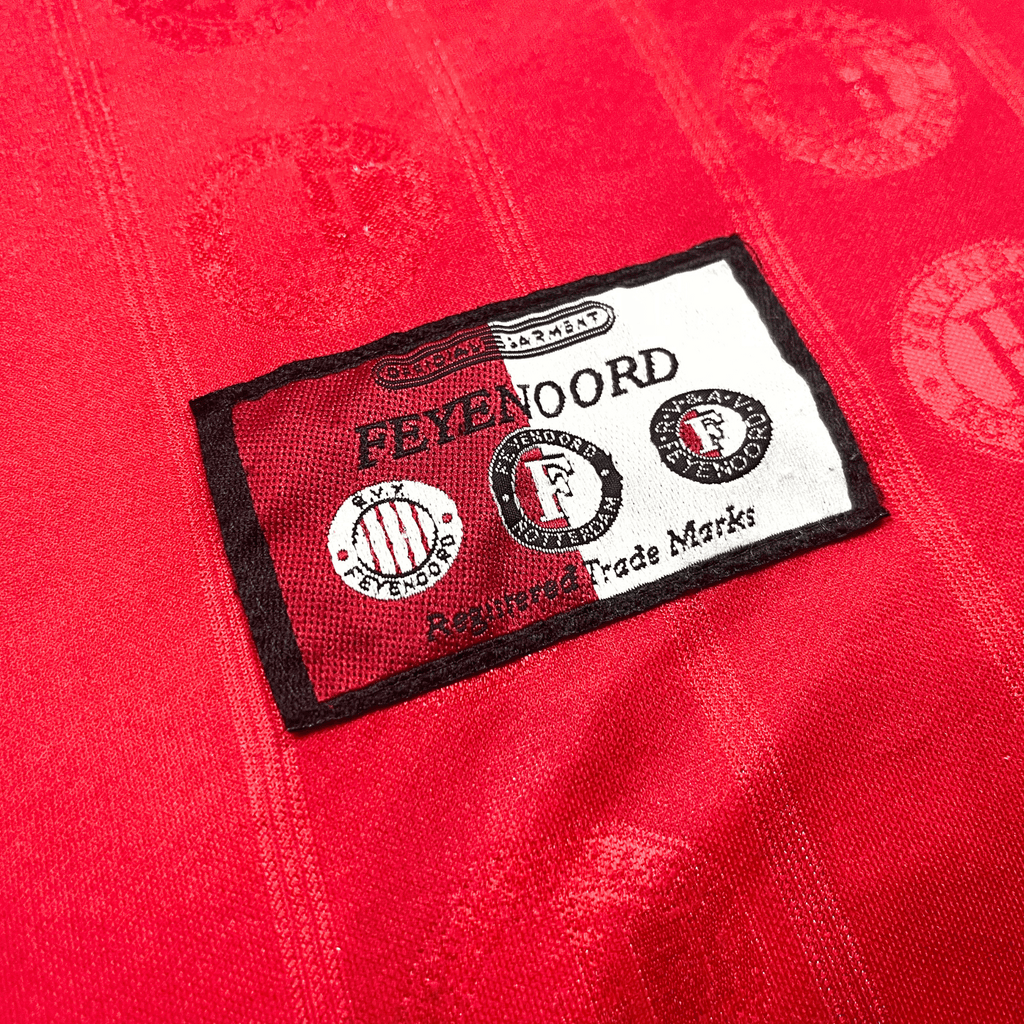 OFFICIAL GARMENT
FEYENOORD
S.V.X
FEYENOORD
FEYENOORD
ROTTERDAM
R·V·&·A·V
FEYENOORD
Registered Trade Marks